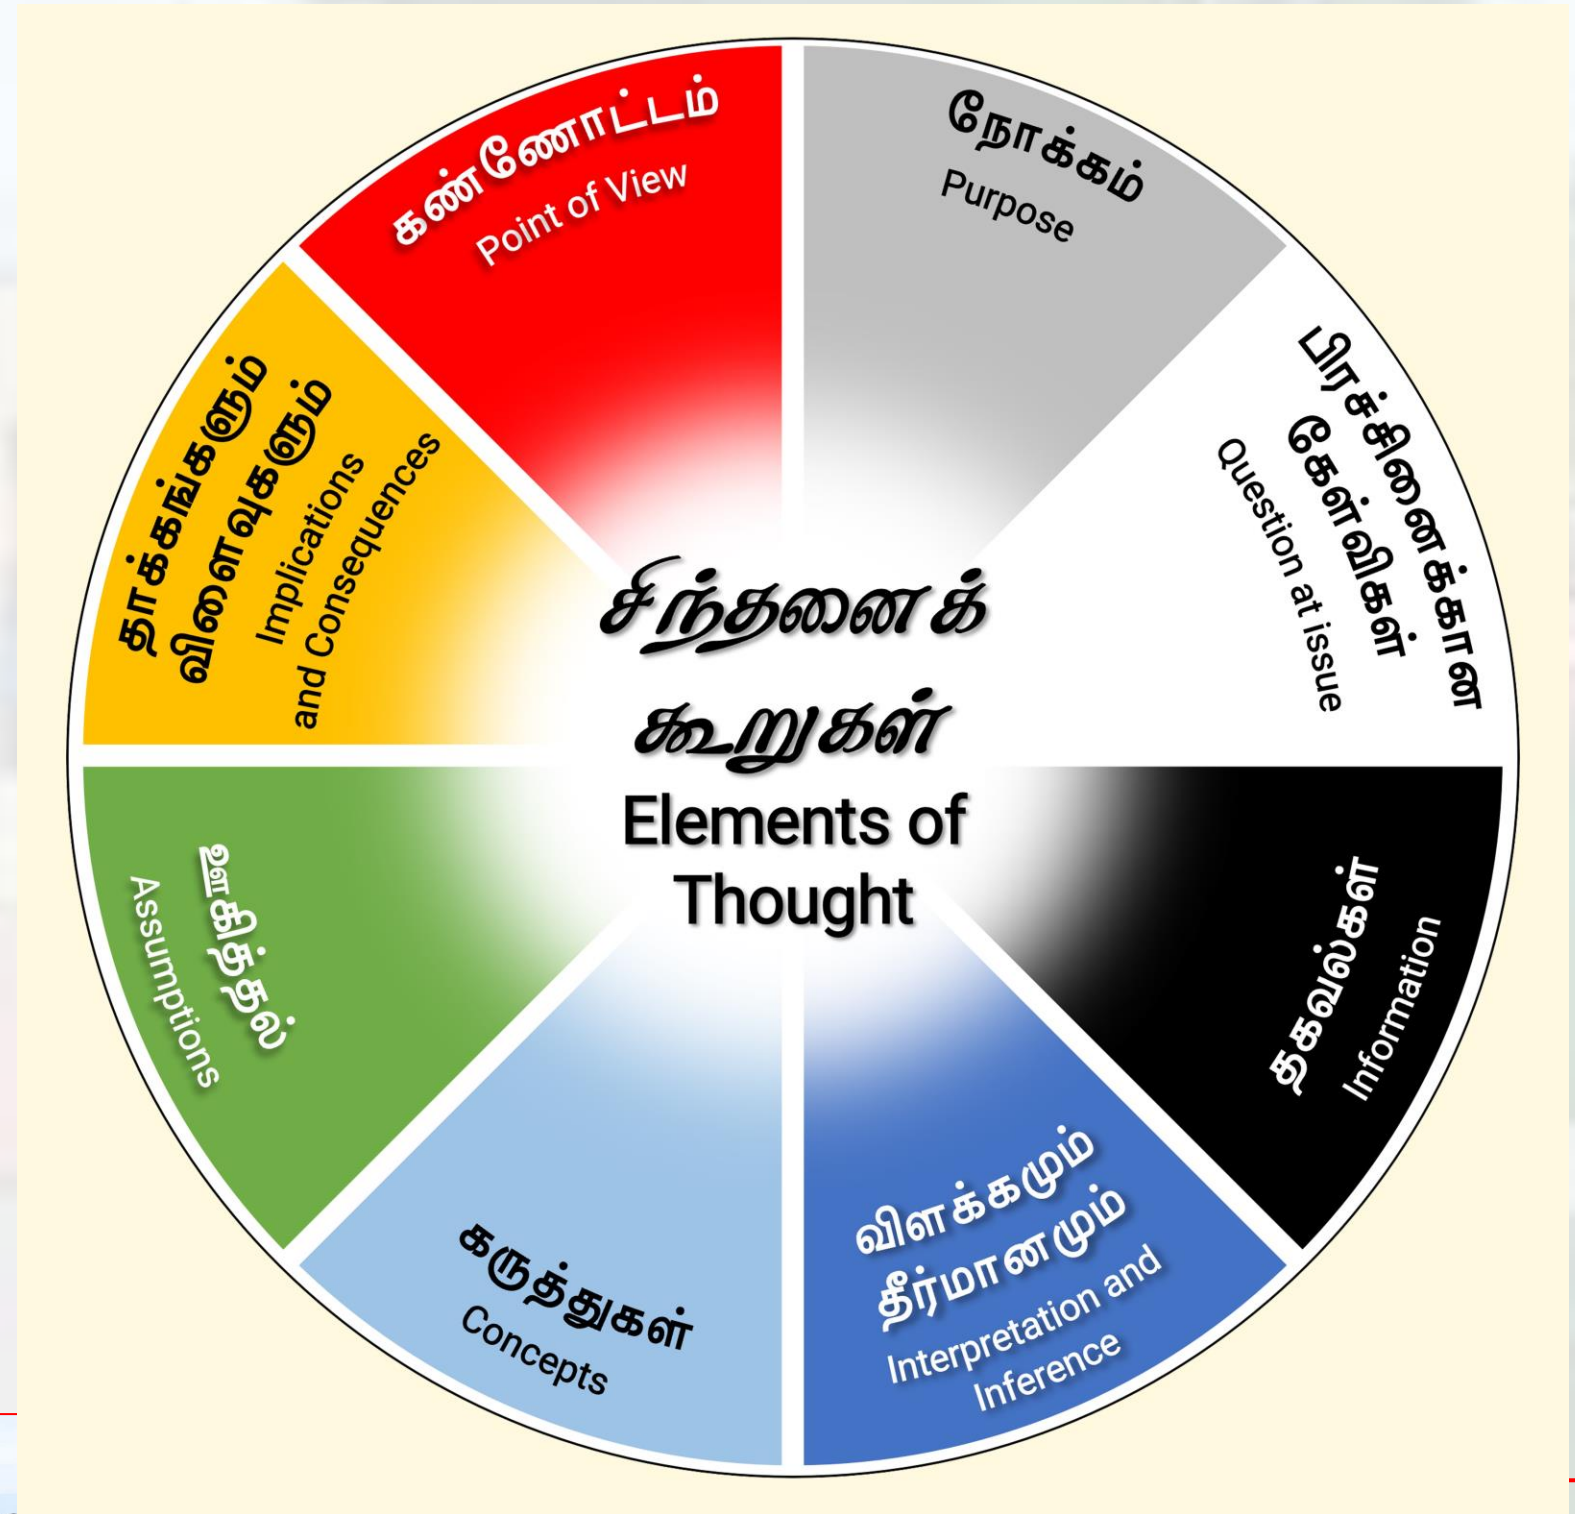 சிந்தனைக்
கூறுகள்
Elements of
Thought
நோக்கம்
Purpose
பிரச்சினைக்கான
கேள்விகள்
Question at issue
தகவல்கள்
Information
விளக்கமும்
தீர்மானமும்
Interpretation and
Inference
கருத்துகள்
Concepts
ஊகித்தல்
Assumptions
தாக்கங்களும்
விளைவுகளும்
Implications
and Consequences
கண்ணோட்டம்
Point of View